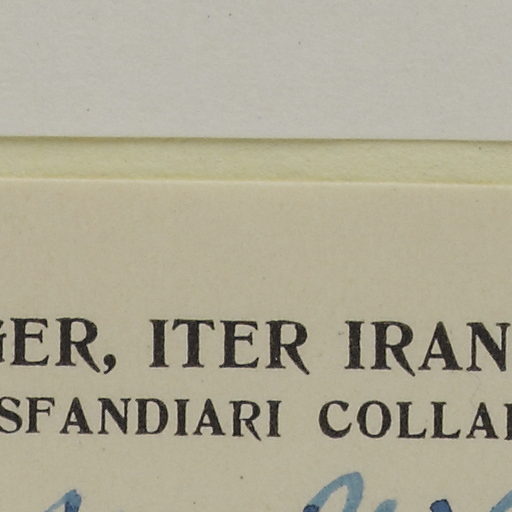 GER, ITER IRAN
SFANDIARI COLLA